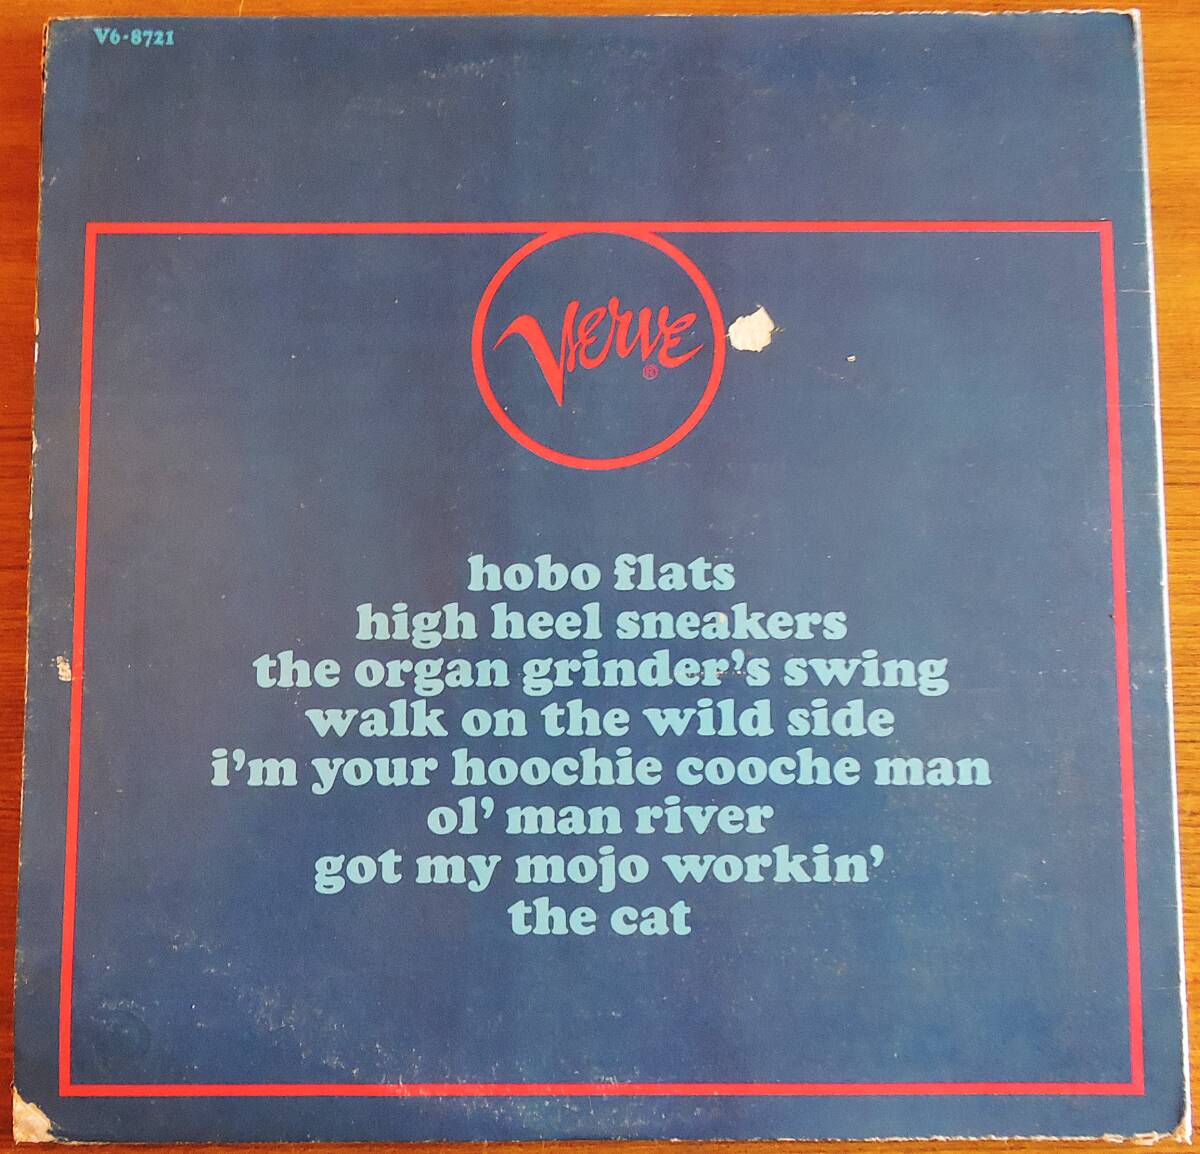 V6-8721
Verve
®
hobo flats
high heel sneakers
the organ grinder's swing
walk on the wild side
i'm your hoochie cooche man
ol' man river
got my mojo workin'
the cat